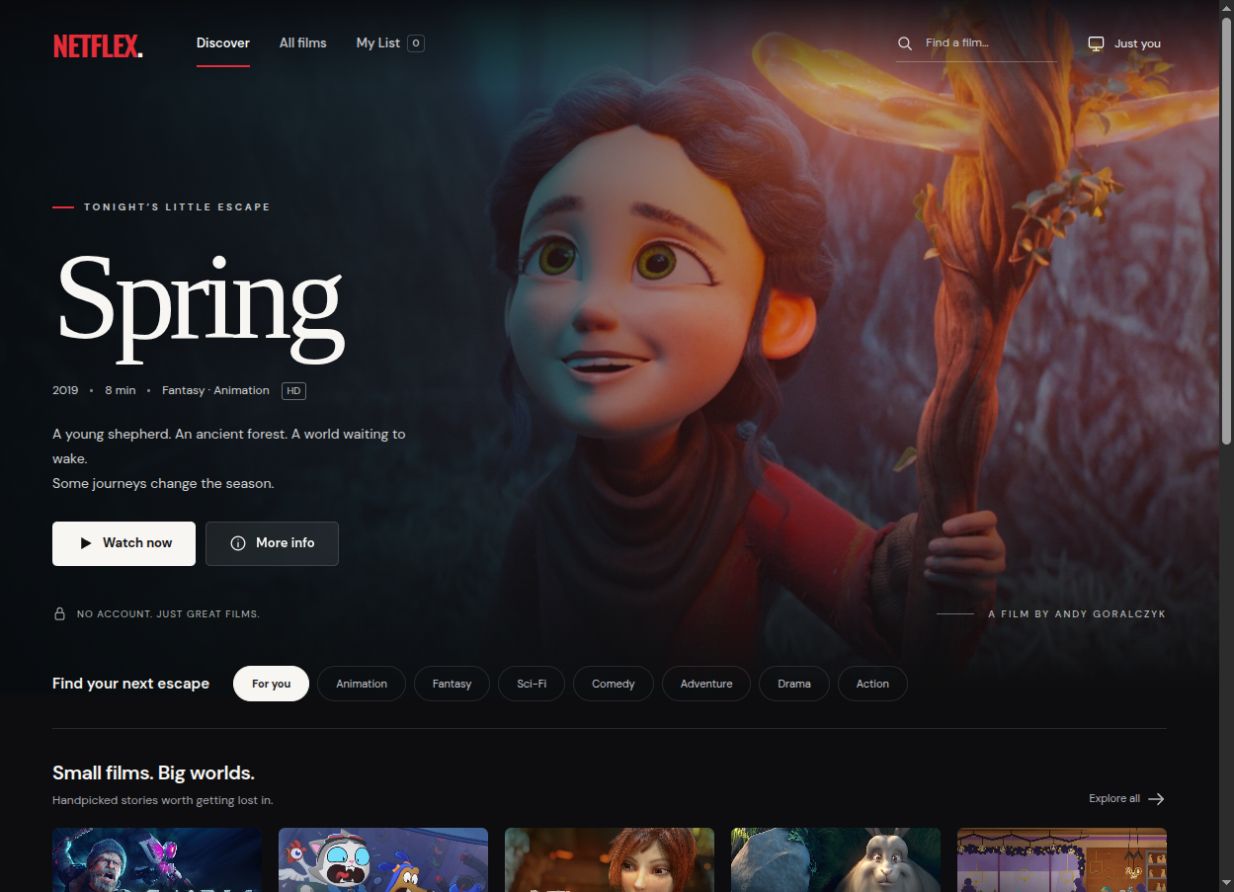 NETFLEX.
Discover
All films
My List 0
Find a film...
Just you
TONIGHT'S LITTLE ESCAPE
Spring
2019 • 8 min • Fantasy · Animation HD
A young shepherd. An ancient forest. A world waiting to
wake.
Some journeys change the season.
Watch now
More info
NO ACCOUNT. JUST GREAT FILMS.
A FILM BY ANDY GORALCZYK
Find your next escape
For you
Animation
Fantasy
Sci-Fi
Comedy
Adventure
Drama
Action
Small films. Big worlds.
Handpicked stories worth getting lost in.
Explore all